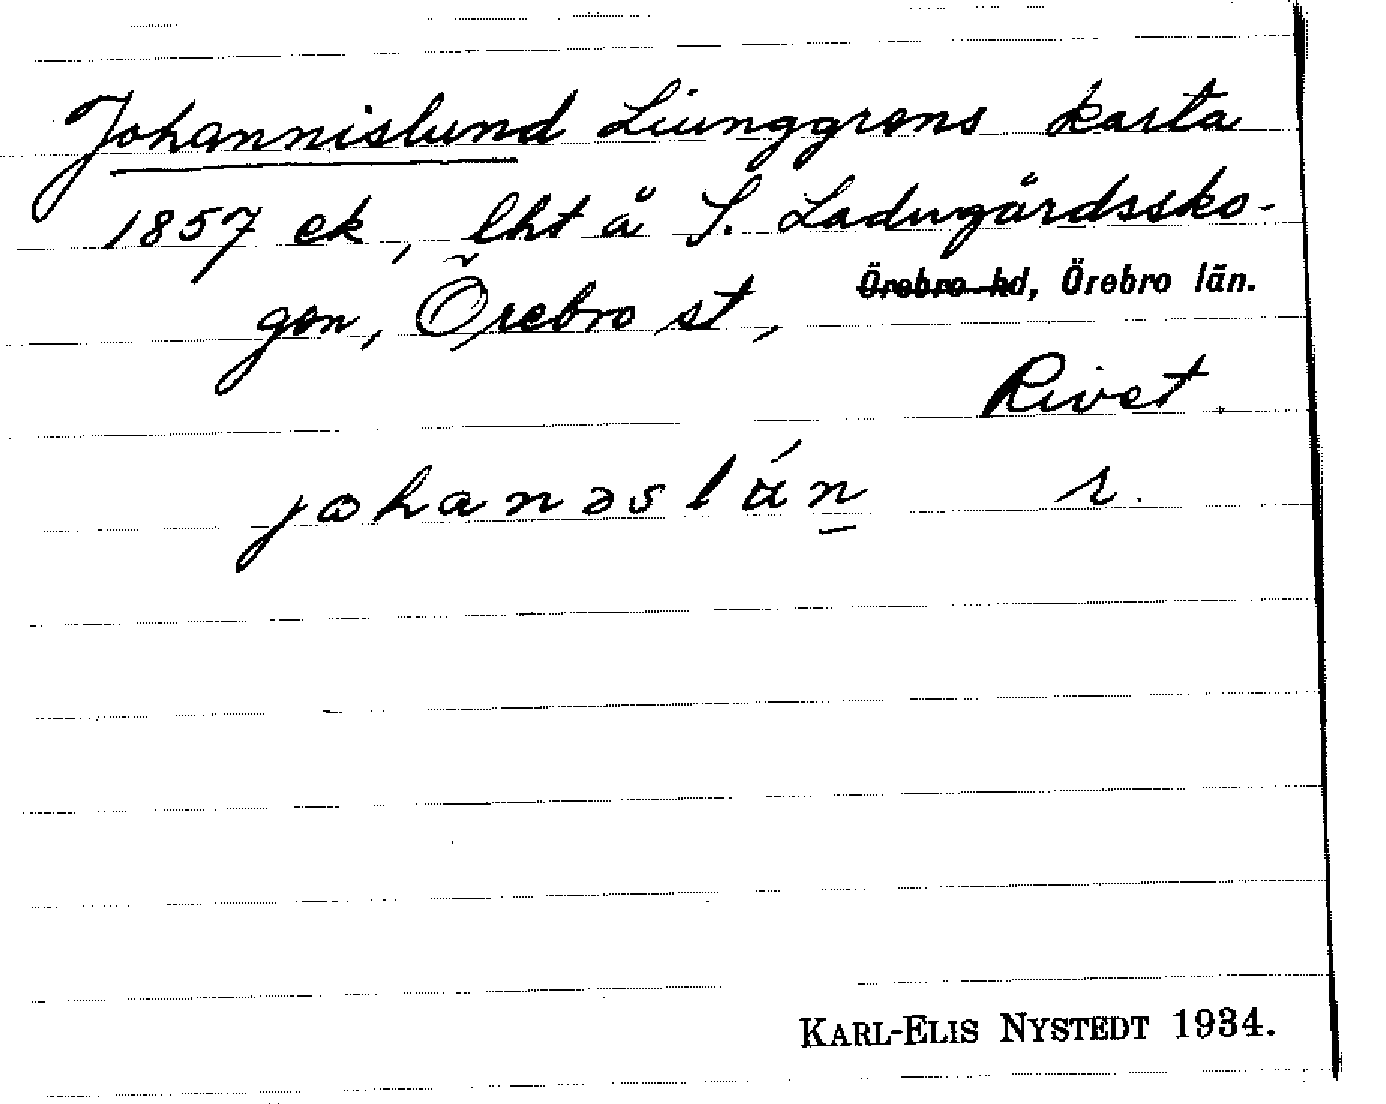 Johannislund Liunggrens karta
1857 ek, lht å S. Ladugårdssko-
gen, Örebro st, Örebro hd, Örebro län.
Rivet.
johanəslún r.
KARL-ELIS NYSTEDT 1934.